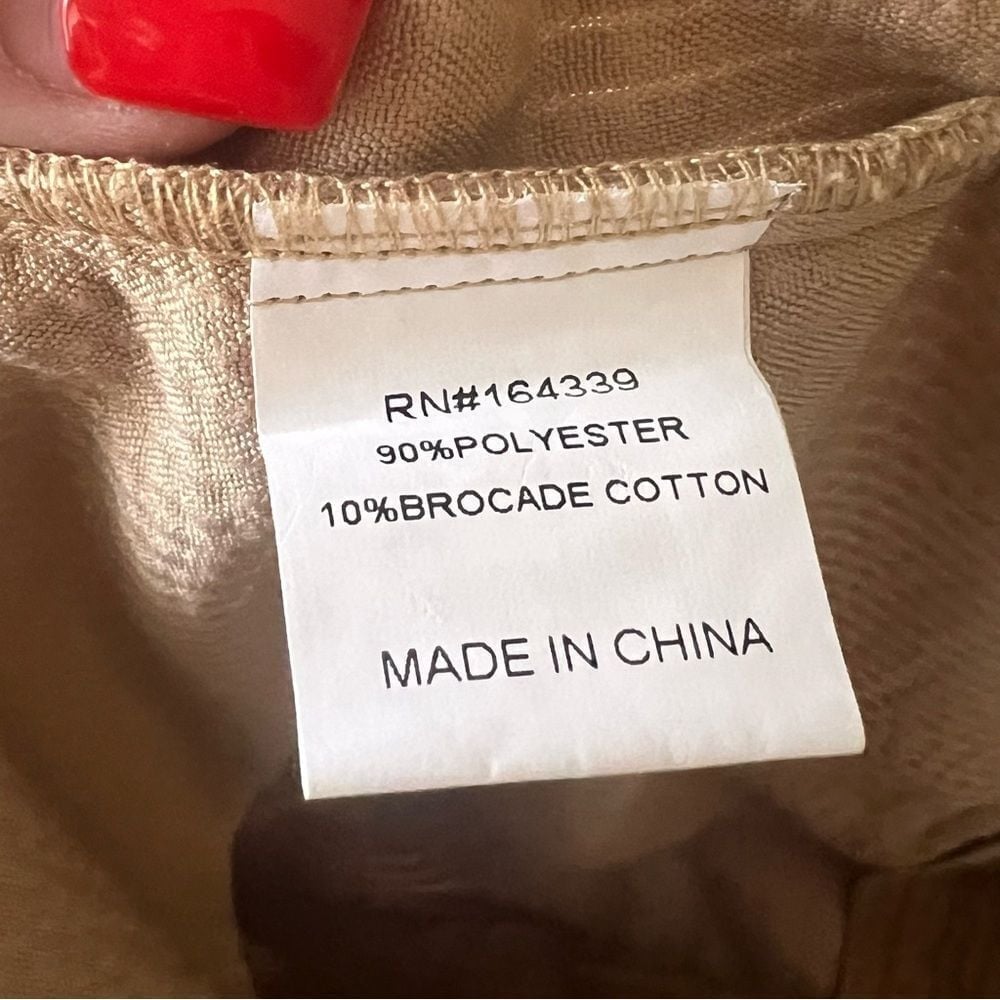 RN#164339
90%POLYESTER
10%BROCADE COTTON
MADE IN CHINA